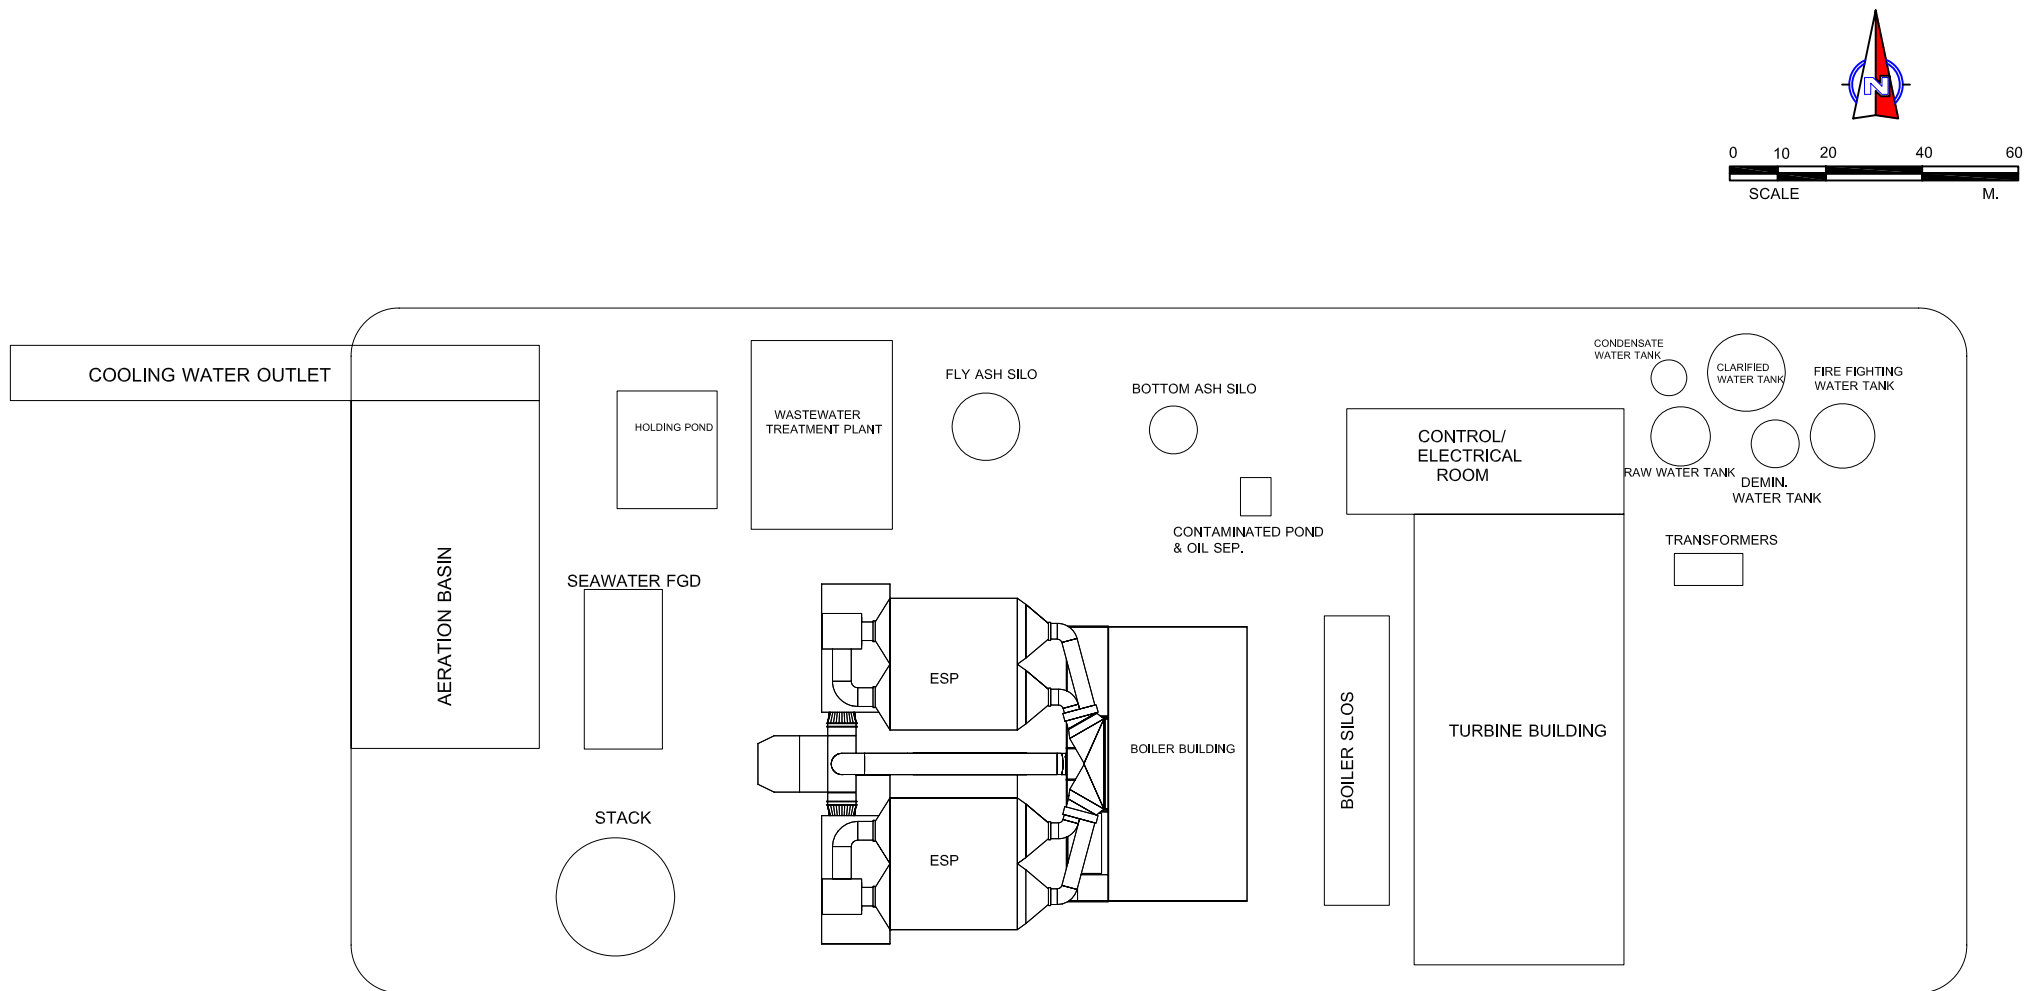 N
0 10 20 40 60
SCALE M.
COOLING WATER OUTLET
HOLDING POND
WASTEWATER
TREATMENT PLANT
FLY ASH SILO
BOTTOM ASH SILO
CONTAMINATED POND
& OIL SEP.
CONTROL/
ELECTRICAL
ROOM
CONDENSATE
WATER TANK
CLARIFIED
WATER TANK
FIRE FIGHTING
WATER TANK
RAW WATER TANK
DEMIN.
WATER TANK
TRANSFORMERS
AERATION BASIN
SEAWATER FGD
STACK
ESP
ESP
BOILER BUILDING
BOILER SILOS
TURBINE BUILDING